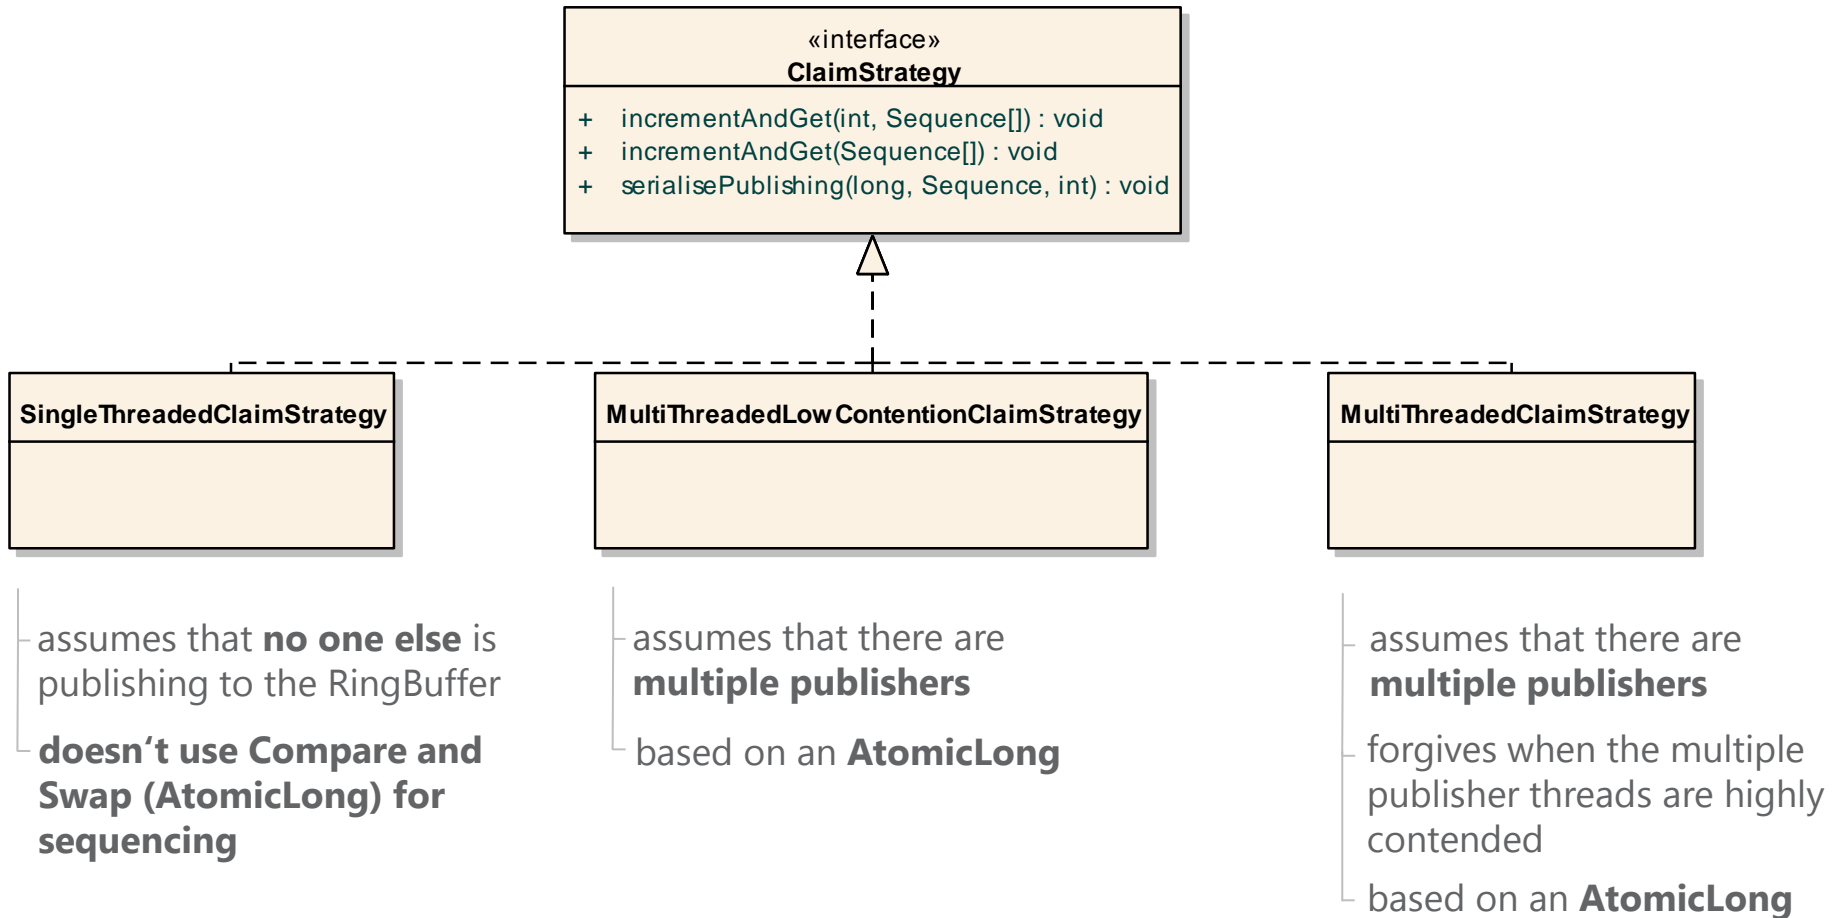 «interface»
ClaimStrategy
+ incrementAndGet(int, Sequence[]) : void
+ incrementAndGet(Sequence[]) : void
+ serialisePublishing(long, Sequence, int) : void
SingleThreadedClaimStrategy
MultiThreadedLowContentionClaimStrategy
MultiThreadedClaimStrategy
assumes that no one else is
publishing to the RingBuffer
doesn‘t use Compare and
Swap (AtomicLong) for
sequencing
assumes that there are
multiple publishers
based on an AtomicLong
assumes that there are
multiple publishers
forgives when the multiple
publisher threads are highly
contended
based on an AtomicLong